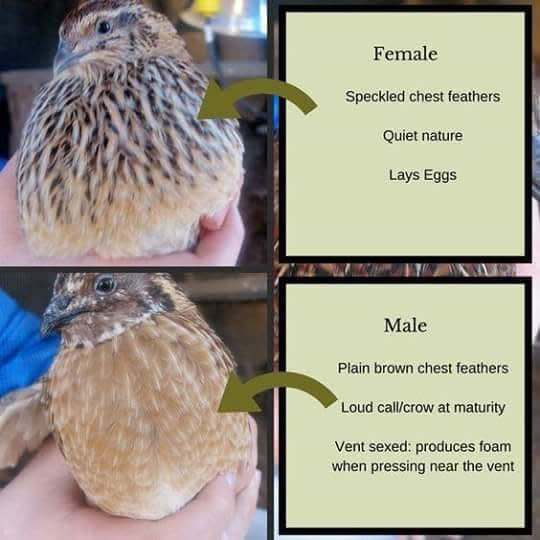 Female
Speckled chest feathers
Quiet nature
Lays Eggs
Male
Plain brown chest feathers
Loud call/crow at maturity
Vent sexed: produces foam
when pressing near the vent